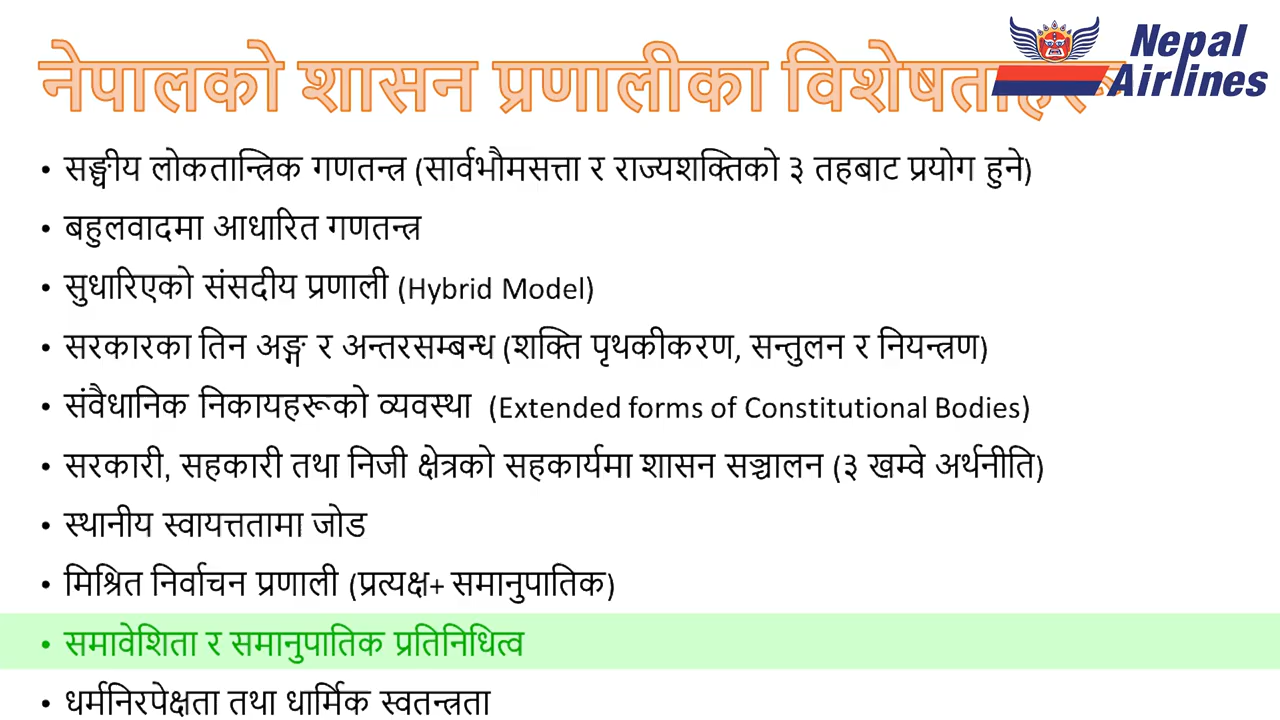 नेपालको शासन प्रणालीका विशेषताहरू
Nepal
Airlines
• सङ्घीय लोकतान्त्रिक गणतन्त्र (सार्वभौमसत्ता र राज्यशक्तिको ३ तहबाट प्रयोग हुने)
• बहुलवादमा आधारित गणतन्त्र
• सुधारिएको संसदीय प्रणाली (Hybrid Model)
• सरकारका तिन अङ्ग र अन्तरसम्बन्ध (शक्ति पृथकीकरण, सन्तुलन र नियन्त्रण)
• संवैधानिक निकायहरूको व्यवस्था (Extended forms of Constitutional Bodies)
• सरकारी, सहकारी तथा निजी क्षेत्रको सहकार्यमा शासन सञ्चालन (३ खम्वे अर्थनीति)
• स्थानीय स्वायत्ततामा जोड
• मिश्रित निर्वाचन प्रणाली (प्रत्यक्ष+ समानुपातिक)
• समावेशिता र समानुपातिक प्रतिनिधित्व
• धर्मनिरपेक्षता तथा धार्मिक स्वतन्त्रता